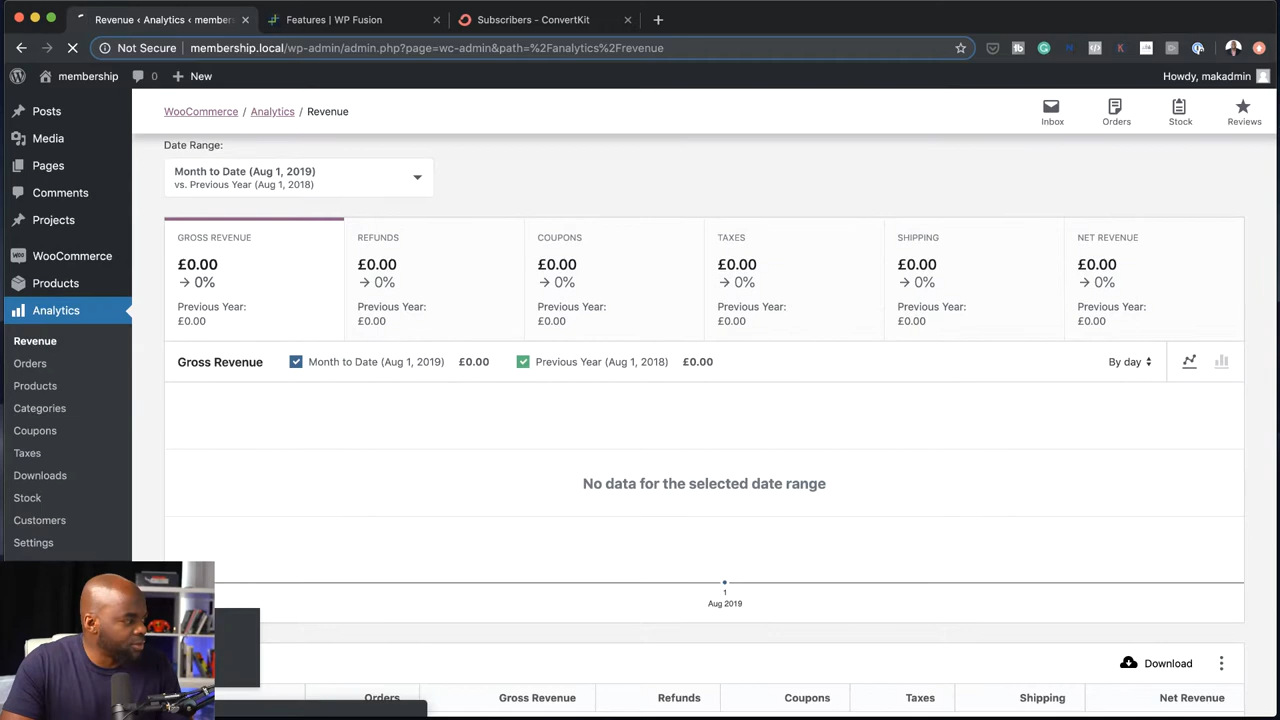 Revenue ‹ Analytics ‹ member
Features | WP Fusion
Subscribers - ConvertKit
Not Secure
membership.local/wp-admin/admin.php?page=wc-admin&path=%2Fanalytics%2Frevenue
membership
0
New
Howdy, makadmin
Posts
Media
Pages
Comments
Projects
WooCommerce
Products
Analytics
Revenue
Orders
Products
Categories
Coupons
Taxes
Downloads
Stock
Customers
Settings
WooCommerce / Analytics / Revenue
Inbox
Orders
Stock
Reviews
Date Range:
Month to Date (Aug 1, 2019)
vs. Previous Year (Aug 1, 2018)
GROSS REVENUE
£0.00
→ 0%
Previous Year:
£0.00
REFUNDS
£0.00
→ 0%
Previous Year:
£0.00
COUPONS
£0.00
→ 0%
Previous Year:
£0.00
TAXES
£0.00
→ 0%
Previous Year:
£0.00
SHIPPING
£0.00
→ 0%
Previous Year:
£0.00
NET REVENUE
£0.00
→ 0%
Previous Year:
£0.00
Gross Revenue
Month to Date (Aug 1, 2019) £0.00
Previous Year (Aug 1, 2018) £0.00
By day
No data for the selected date range
1
Aug 2019
Download
Orders Gross Revenue Refunds Coupons Taxes Shipping Net Revenue